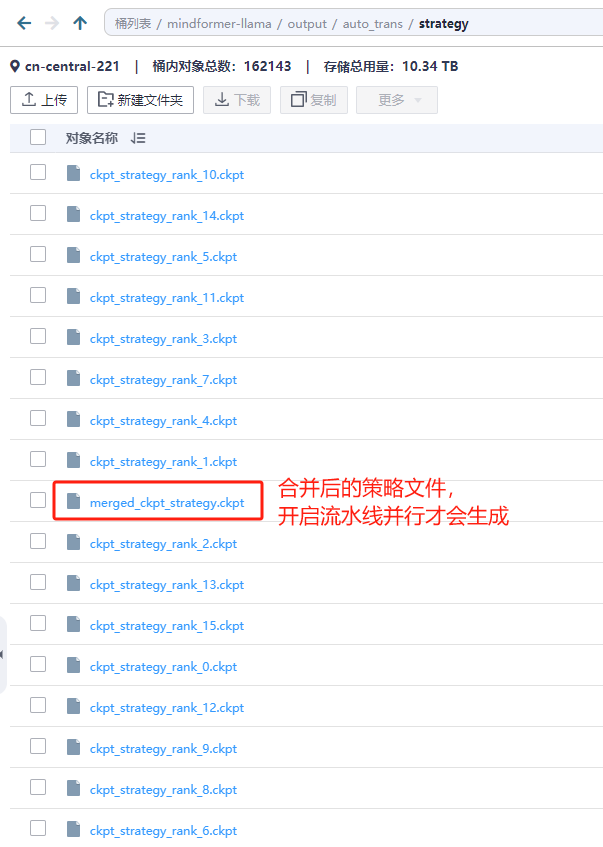 桶列表 / mindformer-llama / output / auto_trans / strategy
cn-central-221 | 桶内对象总数：162143 | 存储总用量：10.34 TB
上传 新建文件夹 下载 复制 更多
对象名称
ckpt_strategy_rank_10.ckpt
ckpt_strategy_rank_14.ckpt
ckpt_strategy_rank_5.ckpt
ckpt_strategy_rank_11.ckpt
ckpt_strategy_rank_3.ckpt
ckpt_strategy_rank_7.ckpt
ckpt_strategy_rank_4.ckpt
ckpt_strategy_rank_1.ckpt
merged_ckpt_strategy.ckpt
合并后的策略文件，
开启流水线并行才会生成
ckpt_strategy_rank_2.ckpt
ckpt_strategy_rank_13.ckpt
ckpt_strategy_rank_15.ckpt
ckpt_strategy_rank_0.ckpt
ckpt_strategy_rank_12.ckpt
ckpt_strategy_rank_9.ckpt
ckpt_strategy_rank_8.ckpt
ckpt_strategy_rank_6.ckpt